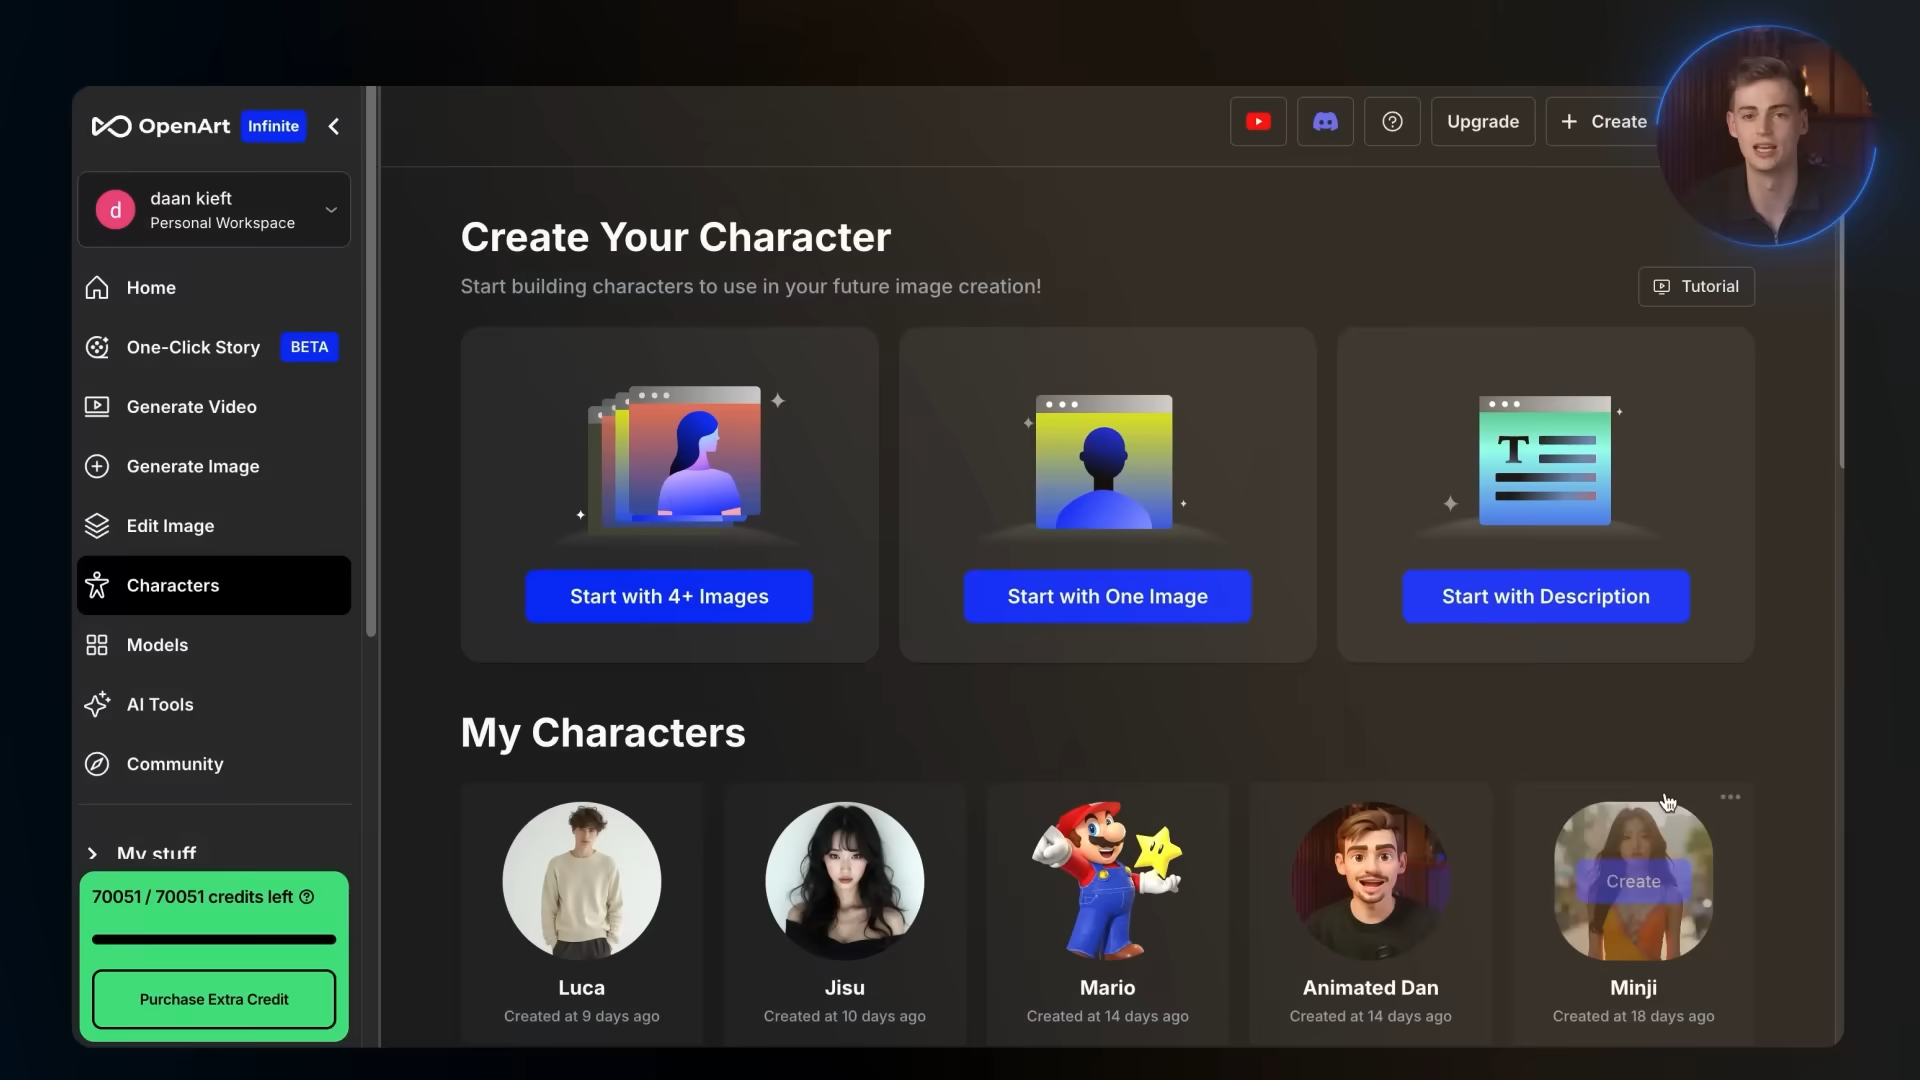 OpenArt Infinite
d
daan kieft
Personal Workspace
Home
One-Click Story BETA
Generate Video
Generate Image
Edit Image
Characters
Models
AI Tools
Community
My stuff
70051 / 70051 credits left
Purchase Extra Credit
Upgrade
+ Create
Create Your Character
Start building characters to use in your future image creation!
Tutorial
T
Start with 4+ Images
Start with One Image
Start with Description
My Characters
Create
Luca
Created at 9 days ago
Jisu
Created at 10 days ago
Mario
Created at 14 days ago
Animated Dan
Created at 14 days ago
Minji
Created at 18 days ago